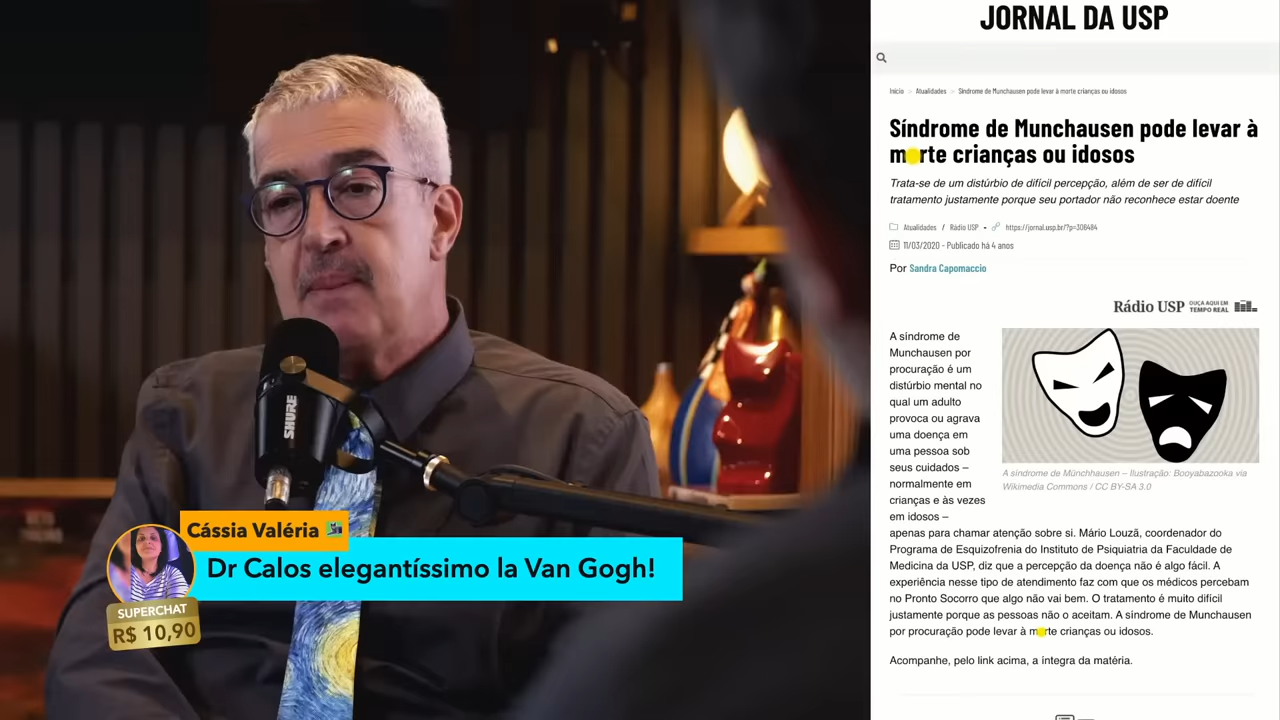 SHURE
Cássia Valéria
Dr Calos elegantíssimo la Van Gogh!
SUPERCHAT
R$ 10,90
JORNAL DA USP
Início > Atualidades > Síndrome de Munchausen pode levar à morte crianças ou idosos
Síndrome de Munchausen pode levar à
m rte crianças ou idosos
Trata-se de um distúrbio de difícil percepção, além de ser de difícil
tratamento justamente porque seu portador não reconhece estar doente
Atualidades / Rádio USP - https://jornal.usp.br/?p=306484
11/03/2020 - Publicado há 4 anos
Por Sandra Capomaccio
Rádio USP OUÇA AQUI EM
TEMPO REAL
A síndrome de
Munchausen por
procuração é um
distúrbio mental no
qual um adulto
provoca ou agrava
uma doença em
uma pessoa sob
seus cuidados –
normalmente em
crianças e às vezes
em idosos –
A síndrome de Münchhausen – Ilustração: Booyabazooka via
Wikimedia Commons / CC BY-SA 3.0
apenas para chamar atenção sobre si. Mário Louzã, coordenador do
Programa de Esquizofrenia do Instituto de Psiquiatria da Faculdade de
Medicina da USP, diz que a percepção da doença não é algo fácil. A
experiência nesse tipo de atendimento faz com que os médicos percebam
no Pronto Socorro que algo não vai bem. O tratamento é muito difícil
justamente porque as pessoas não o aceitam. A síndrome de Munchausen
por procuração pode levar à m rte crianças ou idosos.
Acompanhe, pelo link acima, a íntegra da matéria.